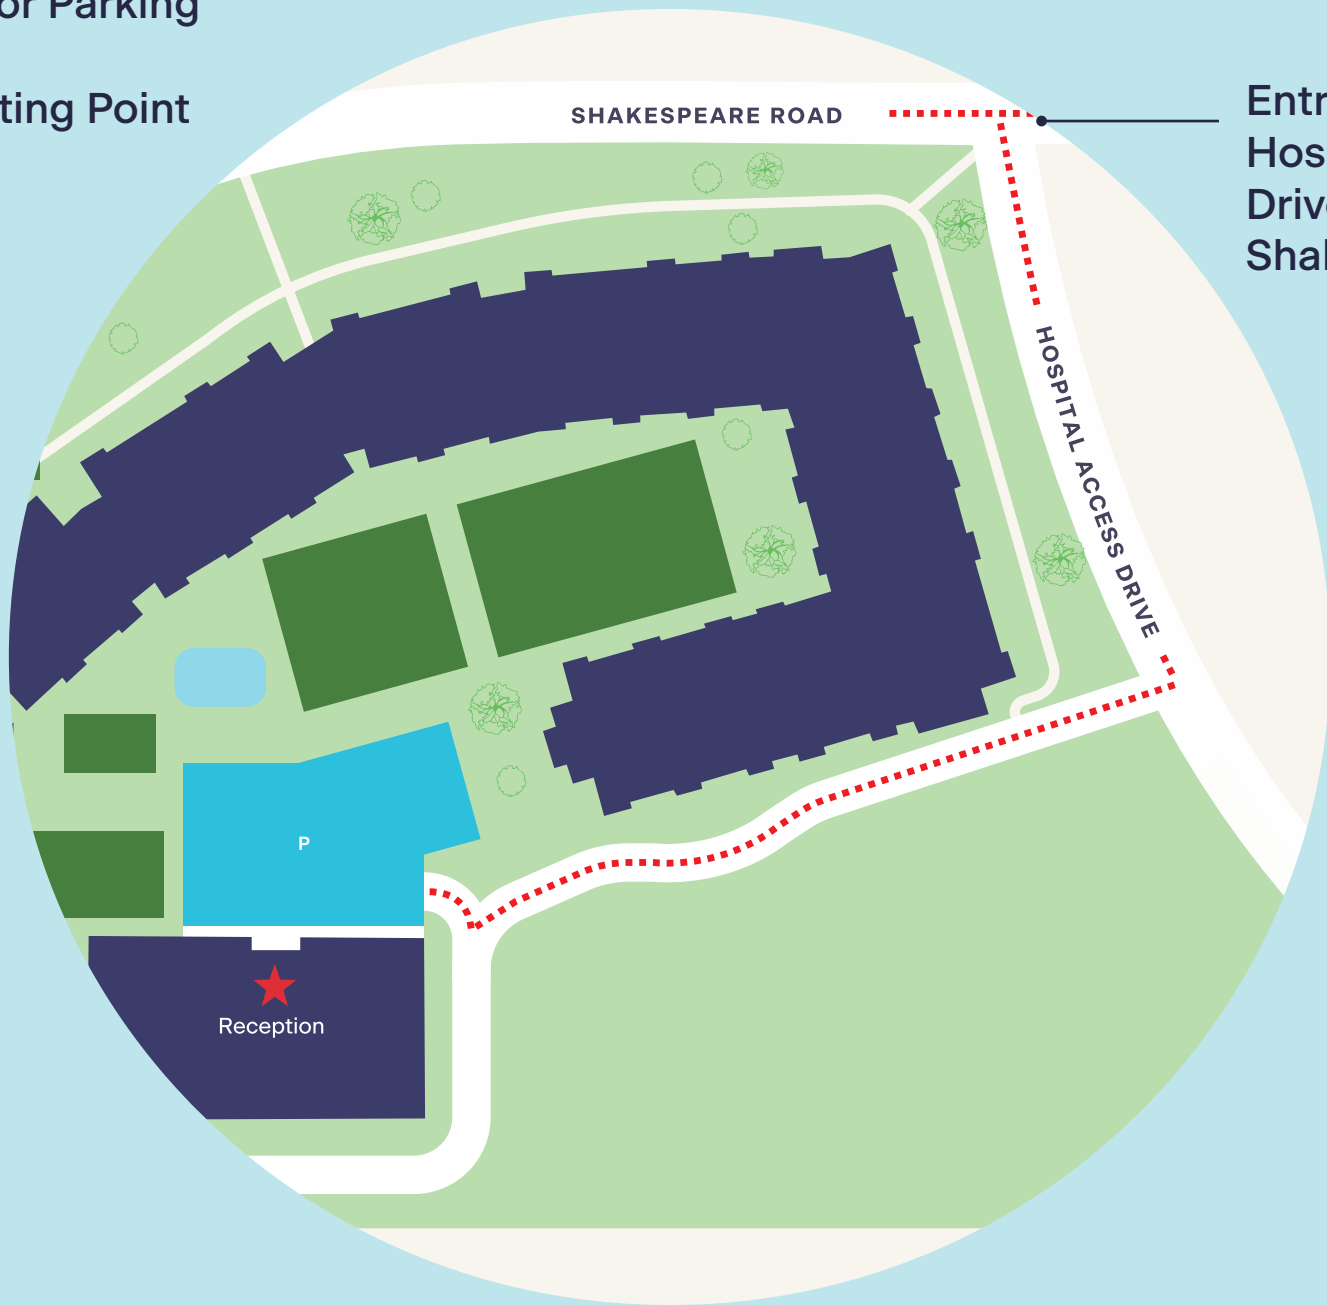 or Parking
ting Point
SHAKESPEARE ROAD
Entr
Hos
Driv
Shal
HOSPITAL ACCESS DRIVE
P
Reception